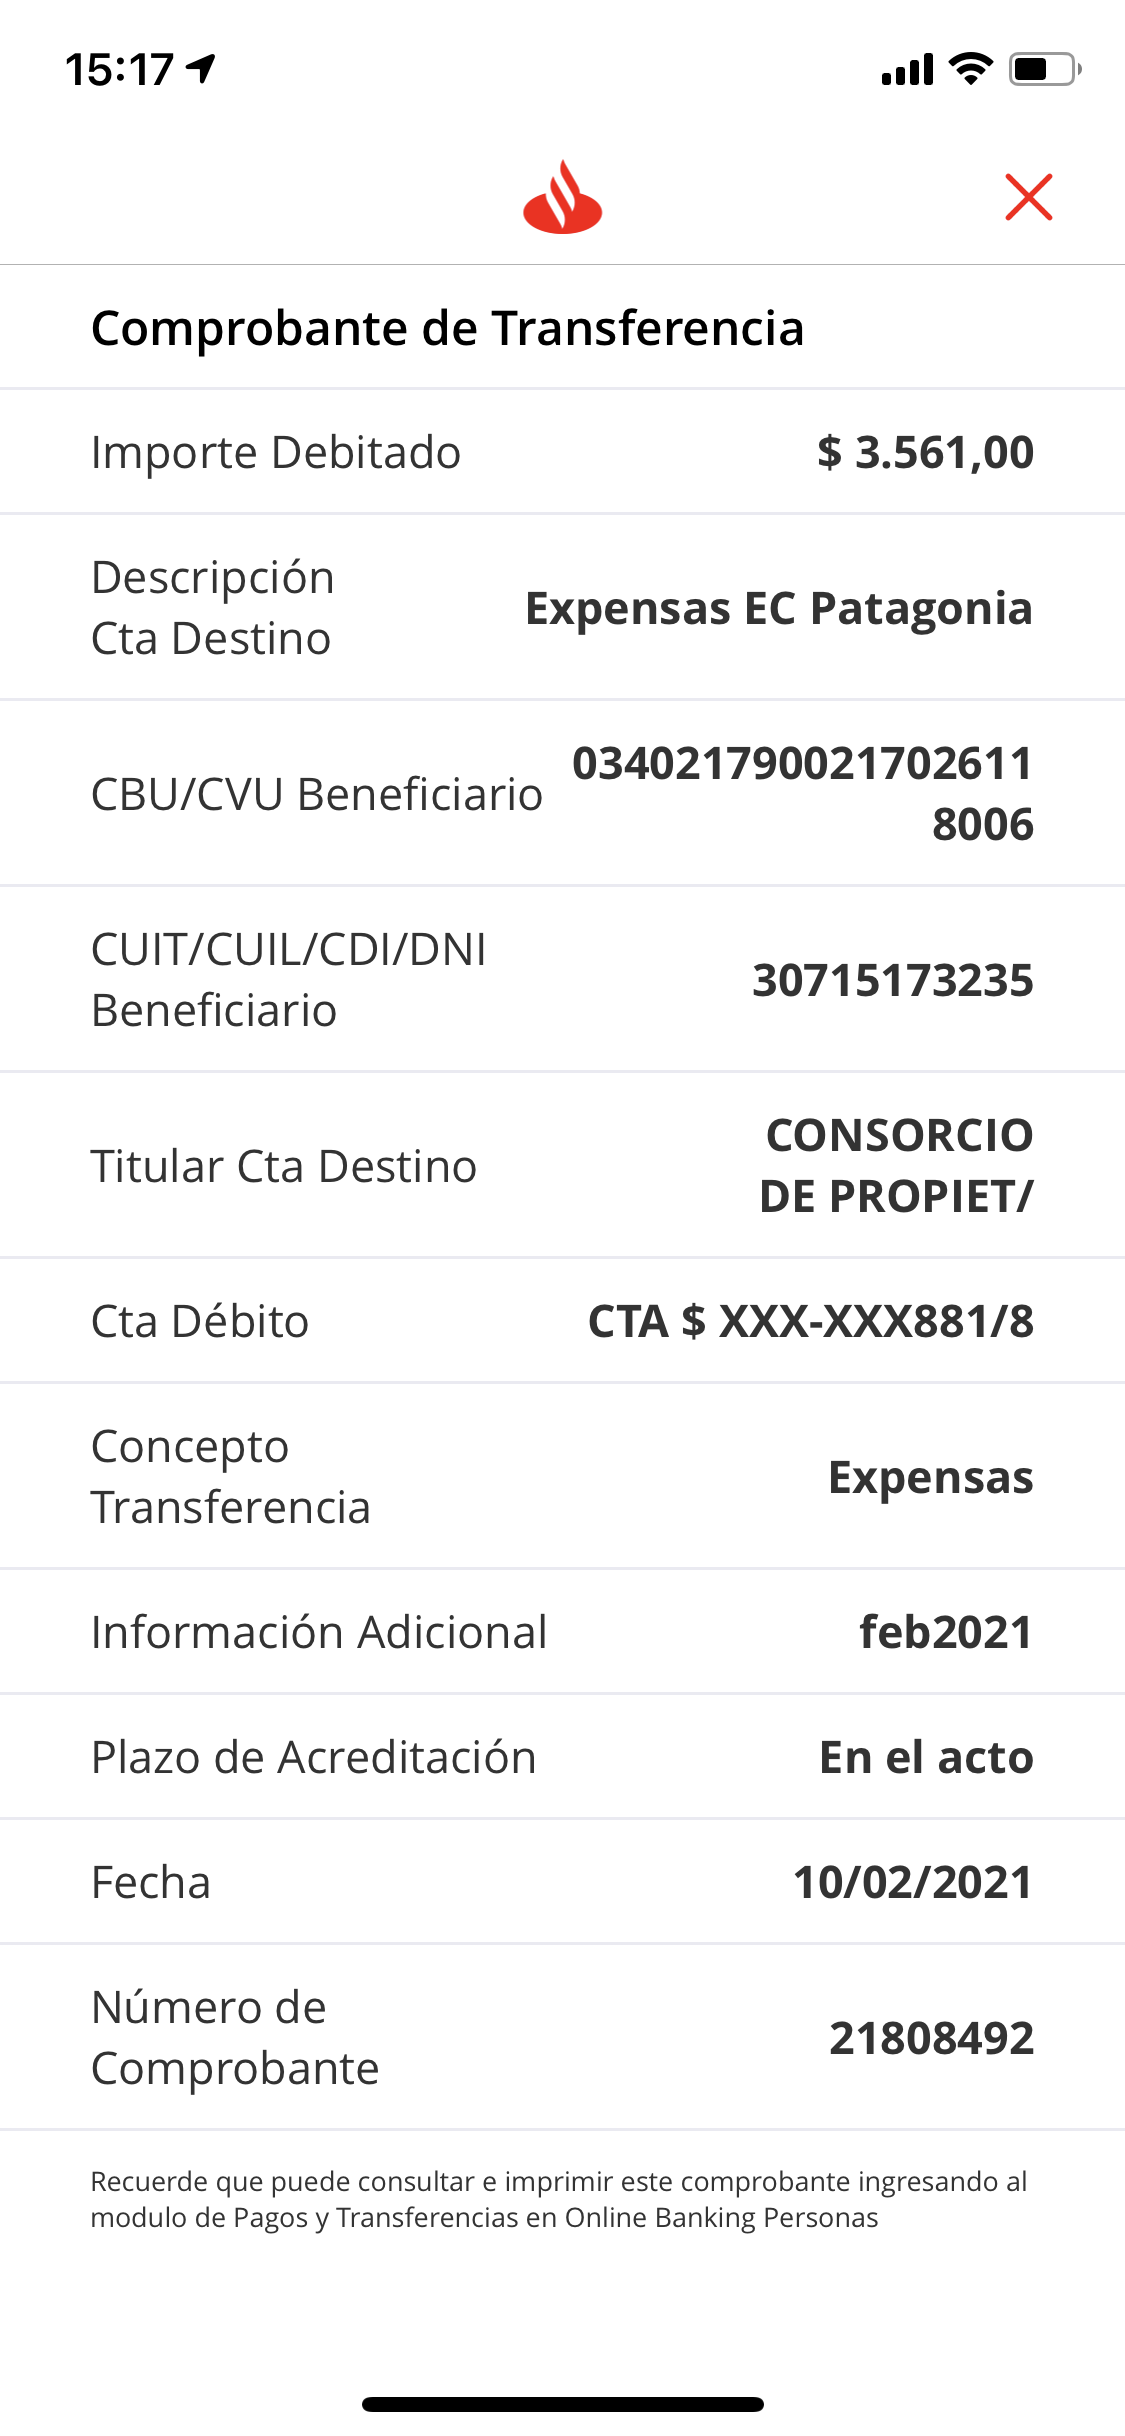 15:17
Comprobante de Transferencia
Importe Debitado $ 3.561,00
Descripción
Cta Destino
Expensas EC Patagonia
CBU/CVU Beneficiario
034021790021702611
8006
CUIT/CUIL/CDI/DNI
Beneficiario
30715173235
Titular Cta Destino
CONSORCIO
DE PROPIET/
Cta Débito CTA $ XXX-XXX881/8
Concepto
Transferencia
Expensas
Información Adicional feb2021
Plazo de Acreditación En el acto
Fecha 10/02/2021
Número de
Comprobante
21808492
Recuerde que puede consultar e imprimir este comprobante ingresando al
modulo de Pagos y Transferencias en Online Banking Personas